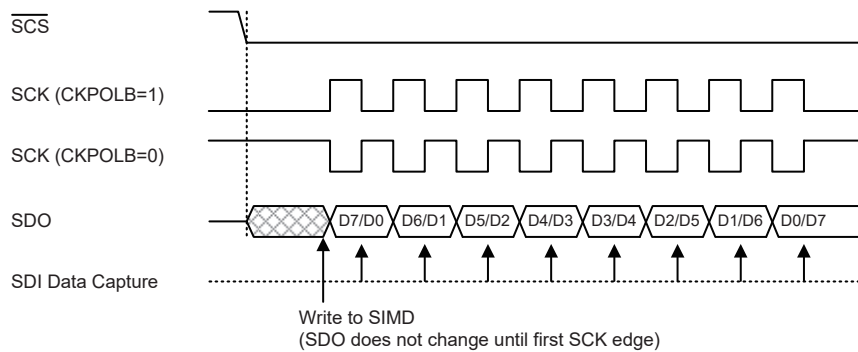 SCS
SCK (CKPOLB=1)
SCK (CKPOLB=0)
SDO
D7/D0 D6/D1 D5/D2 D4/D3 D3/D4 D2/D5 D1/D6 D0/D7
SDI Data Capture
Write to SIMD
(SDO does not change until first SCK edge)